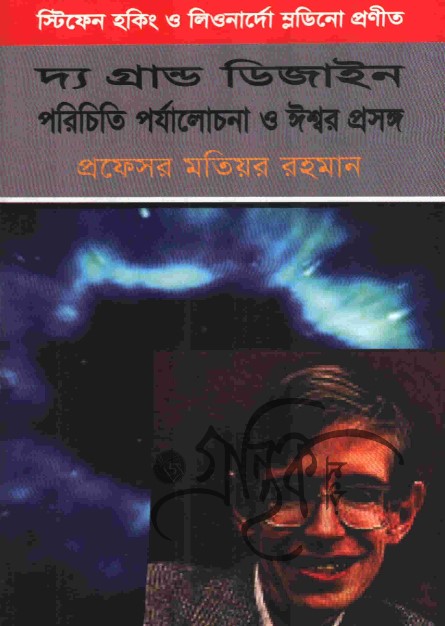 স্টিফেন হকিং ও লিওনার্দো ম্লডিনো প্রণীত
দ্য গ্রান্ড ডিজাইন
পরিচিতি পর্যালোচনা ও ঈশ্বর প্রসঙ্গ
প্রফেসর মতিয়র রহমান